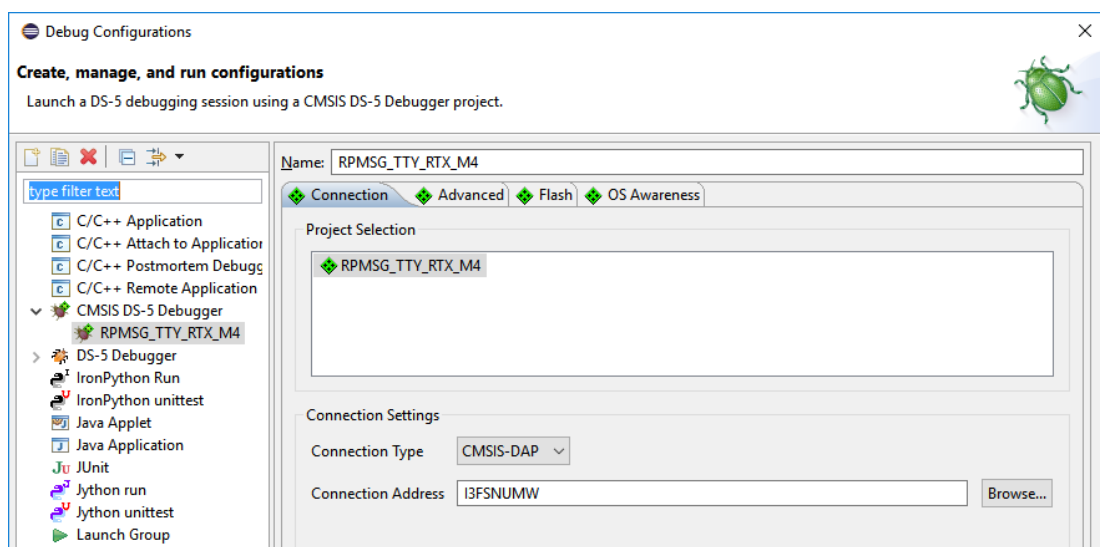 Debug Configurations
Create, manage, and run configurations
Launch a DS-5 debugging session using a CMSIS DS-5 Debugger project.
type filter text
C/C++ Application
C/C++ Attach to Application
C/C++ Postmortem Debugg
C/C++ Remote Application
CMSIS DS-5 Debugger
RPMSG_TTY_RTX_M4
DS-5 Debugger
IronPython Run
IronPython unittest
Java Applet
Java Application
JUnit
Jython run
Jython unittest
Launch Group
Name: RPMSG_TTY_RTX_M4
Connection Advanced Flash OS Awareness
Project Selection
RPMSG_TTY_RTX_M4
Connection Settings
Connection Type CMSIS-DAP
Connection Address I3FSNUMW Browse...